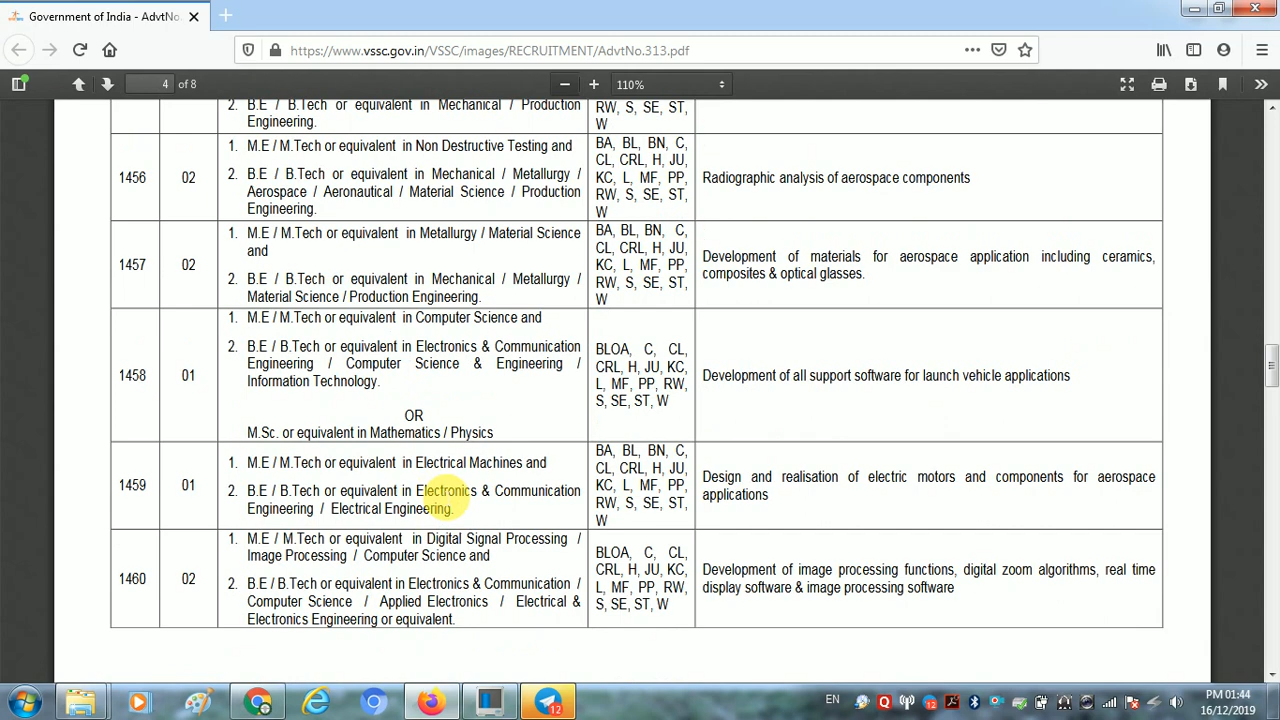 Government of India - AdvtNo.
https://www.vssc.gov.in/VSSC/images/RECRUITMENT/AdvtNo.313.pdf
4 of 8
110%
2. B.E / B.Tech or equivalent in Mechanical / Production
Engineering.
RW, S, SE, ST,
W
1456
02
1. M.E / M.Tech or equivalent in Non Destructive Testing and
2. B.E / B.Tech or equivalent in Mechanical / Metallurgy /
Aerospace / Aeronautical / Material Science / Production
Engineering.
BA, BL, BN, C,
CL, CRL, H, JU,
KC, L, MF, PP,
RW, S, SE, ST,
W
Radiographic analysis of aerospace components
1457
02
1. M.E / M.Tech or equivalent in Metallurgy / Material Science
and
2. B.E / B.Tech or equivalent in Mechanical / Metallurgy /
Material Science / Production Engineering.
BA, BL, BN, C,
CL, CRL, H, JU,
KC, L, MF, PP,
RW, S, SE, ST,
W
Development of materials for aerospace application including ceramics,
composites & optical glasses.
1458
01
1. M.E / M.Tech or equivalent in Computer Science and
2. B.E / B.Tech or equivalent in Electronics & Communication
Engineering / Computer Science & Engineering /
Information Technology.
OR
M.Sc. or equivalent in Mathematics / Physics
BLOA, C, CL,
CRL, H, JU, KC,
L, MF, PP, RW,
S, SE, ST, W
Development of all support software for launch vehicle applications
1459
01
1. M.E / M.Tech or equivalent in Electrical Machines and
2. B.E / B.Tech or equivalent in Electronics & Communication
Engineering / Electrical Engineering.
BA, BL, BN, C,
CL, CRL, H, JU,
KC, L, MF, PP,
RW, S, SE, ST,
W
Design and realisation of electric motors and components for aerospace
applications
1460
02
1. M.E / M.Tech or equivalent in Digital Signal Processing /
Image Processing / Computer Science and
2. B.E / B.Tech or equivalent in Electronics & Communication /
Computer Science / Applied Electronics / Electrical &
Electronics Engineering or equivalent.
BLOA, C, CL,
CRL, H, JU, KC,
L, MF, PP, RW,
S, SE, ST, W
Development of image processing functions, digital zoom algorithms, real time
display software & image processing software
12
EN
12
PM 01:44
16/12/2019